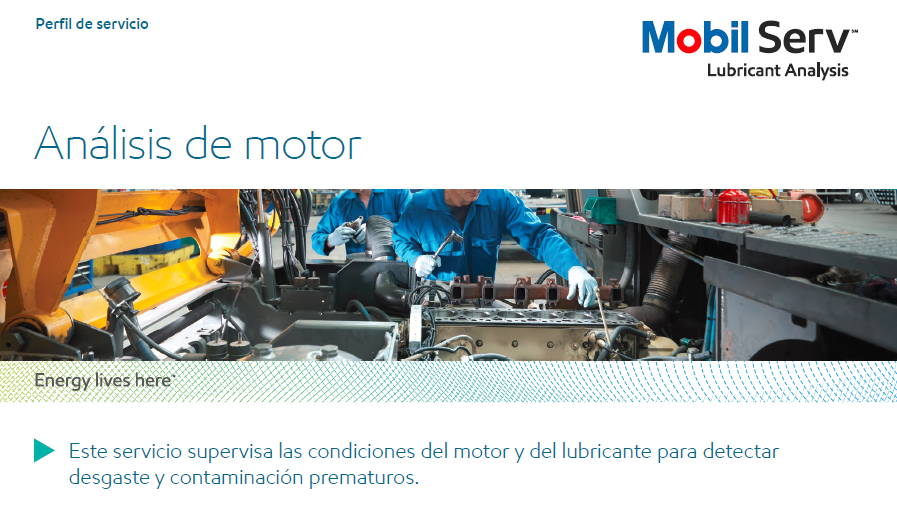 Perfil de servicio
Mobil Serv℠
Lubricant Analysis
Análisis de motor
Energy lives here™
Este servicio supervisa las condiciones del motor y del lubricante para detectar
desgaste y contaminación prematuros.